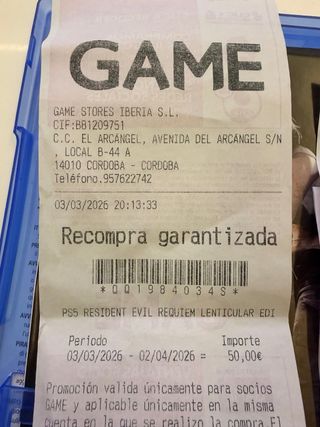 GAME
GAME STORES IBERIA S.L.
CIF:B81209751
C.C. EL ARCÁNGEL, AVENIDA DEL ARCÁNGEL S/N
, LOCAL B-44 A
14010 CORDOBA - CORDOBA
Teléfono.957622742
03/03/2026 20:13:33
Recompra garantizada
*QQ1984034S*
PS5 RESIDENT EVIL REQUIEM LENTICULAR EDI
Periodo Importe
03/03/2026 - 02/04/2026 = 50,00€
Promoción valida únicamente para socios
GAME y aplicable únicamente en la misma
cuenta en la que se realizo la compra El